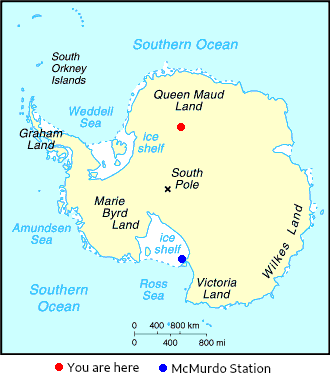 Southern Ocean
South
Orkney
Islands
Queen Maud
Land
Weddell
Sea
Graham
Land
ice
shelf
South
Pole
Marie
Byrd
Land
Amundsen
Sea
ice
shelf
Wilkes Land
Southern
Ocean
Ross
Sea
Victoria
Land
0 400 800 km
0 400 800 mi
You are here McMurdo Station